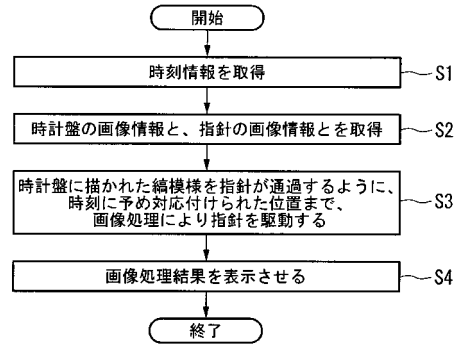 開始
時刻情報を取得
S1
時計盤の画像情報と、指針の画像情報とを取得
S2
時計盤に描かれた縞模様を指針が通過するように、
時刻に予め対応付けられた位置まで、
画像処理により指針を駆動する
S3
画像処理結果を表示させる
S4
終了